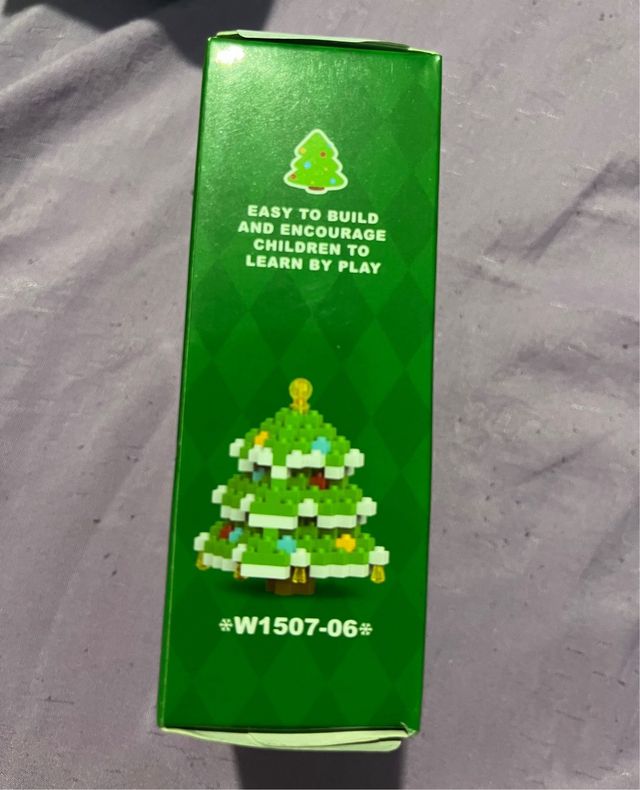 EASY TO BUILD
AND ENCOURAGE
CHILDREN TO
LEARN BY PLAY
*W1507-06*